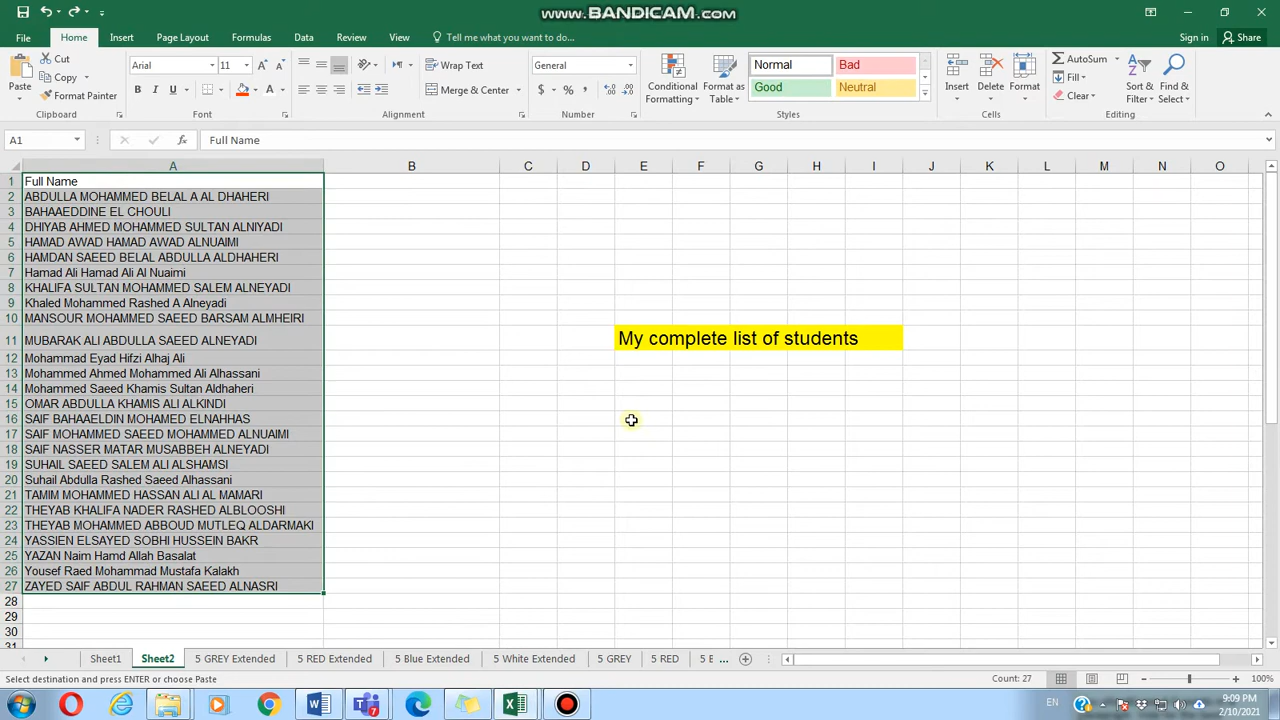 www.BANDICAM.com
File Home Insert Page Layout Formulas Data Review View Tell me what you want to do... Sign in Share
Paste Cut Copy Format Painter Clipboard
Arial 11 B I U Font
Wrap Text Merge & Center Alignment
General $ % , Number
Conditional Formatting Format as Table Normal Bad Good Neutral Styles
Insert Delete Format Cells
AutoSum Fill Clear Sort & Filter Find & Select Editing
A1 fx Full Name
A B C D E F G H I J K L M N O
1 Full Name
2 ABDULLA MOHAMMED BELAL A AL DHAHERI
3 BAHAAEDDINE EL CHOULI
4 DHIYAB AHMED MOHAMMED SULTAN ALNIYADI
5 HAMAD AWAD HAMAD AWAD ALNUAIMI
6 HAMDAN SAEED BELAL ABDULLA ALDHAHERI
7 Hamad Ali Hamad Ali Al Nuaimi
8 KHALIFA SULTAN MOHAMMED SALEM ALNEYADI
9 Khaled Mohammed Rashed A Alneyadi
10 MANSOUR MOHAMMED SAEED BARSAM ALMHEIRI
11 MUBARAK ALI ABDULLA SAEED ALNEYADI
My complete list of students
12 Mohammad Eyad Hifzi Alhaj Ali
13 Mohammed Ahmed Mohammed Ali Alhassani
14 Mohammed Saeed Khamis Sultan Aldhaheri
15 OMAR ABDULLA KHAMIS ALI ALKINDI
16 SAIF BAHAAELDIN MOHAMED ELNAHHAS
17 SAIF MOHAMMED SAEED MOHAMMED ALNUAIMI
18 SAIF NASSER MATAR MUSABBEH ALNEYADI
19 SUHAIL SAEED SALEM ALI ALSHAMSI
20 Suhail Abdulla Rashed Saeed Alhassani
21 TAMIM MOHAMMED HASSAN ALI AL MAMARI
22 THEYAB KHALIFA NADER RASHED ALBLOOSHI
23 THEYAB MOHAMMED ABBOUD MUTLEQ ALDARMAKI
24 YASSIEN ELSAYED SOBHI HUSSEIN BAKR
25 YAZAN Naim Hamd Allah Basalat
26 Yousef Raed Mohammad Mustafa Kalakh
27 ZAYED SAIF ABDUL RAHMAN SAEED ALNASRI
28
29
30
31
Sheet1 Sheet2 5 GREY Extended 5 RED Extended 5 Blue Extended 5 White Extended 5 GREY 5 RED 5 E ...
Select destination and press ENTER or choose Paste Count: 27 100%
EN 9:09 PM
2/10/2021